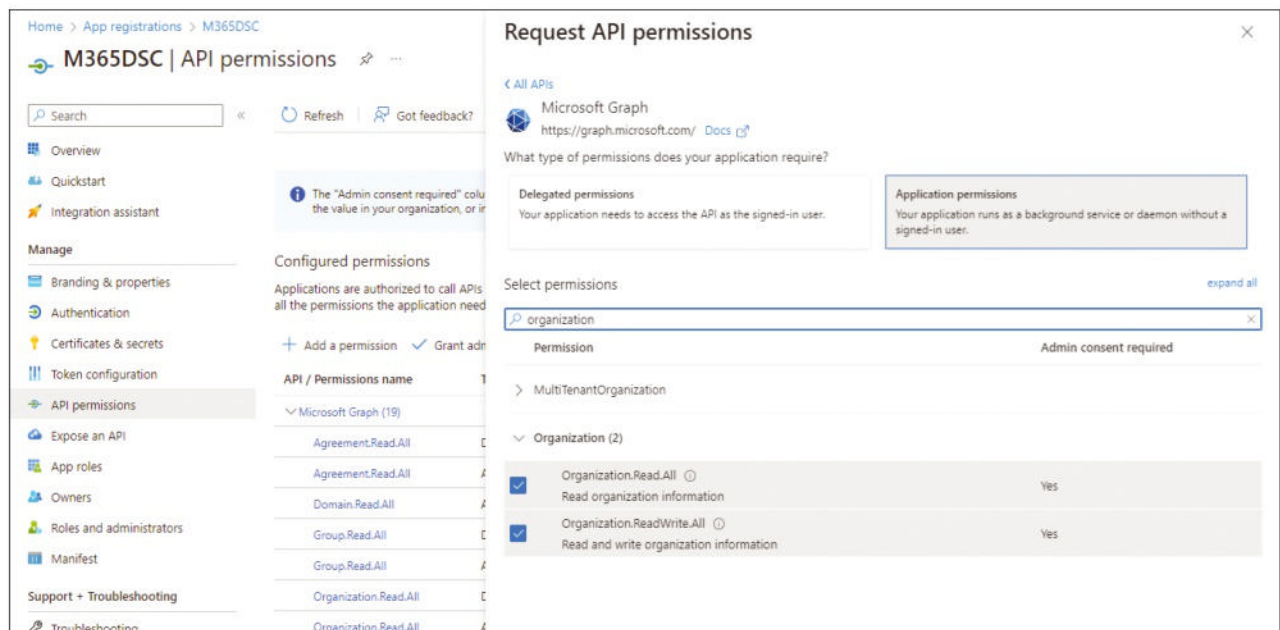 Home > App registrations > M365DSC
M365DSC | API permissions
Search
Overview
Quickstart
Integration assistant
Manage
Branding & properties
Authentication
Certificates & secrets
Token configuration
API permissions
Expose an API
App roles
Owners
Roles and administrators
Manifest
Support + Troubleshooting
Troubleshooting
Refresh
Got feedback?
The "Admin consent required" colu
the value in your organization, or in
Configured permissions
Applications are authorized to call APIs
all the permissions the application need
Add a permission
Grant adn
API / Permissions name
Microsoft Graph (19)
Agreement.Read.All
Agreement.Read.All
Domain.Read.All
Group.Read.All
Group.Read.All
Organization.Read.All
Organization.Read.All
Request API permissions
All APIs
Microsoft Graph
https://graph.microsoft.com/ Docs
What type of permissions does your application require?
Delegated permissions
Your application needs to access the API as the signed-in user.
Application permissions
Your application runs as a background service or daemon without a
signed-in user.
Select permissions
expand all
organization
Permission
Admin consent required
MultiTenantOrganization
Organization (2)
Organization.Read.All
Read organization information
Yes
Organization.ReadWrite.All
Read and write organization information
Yes